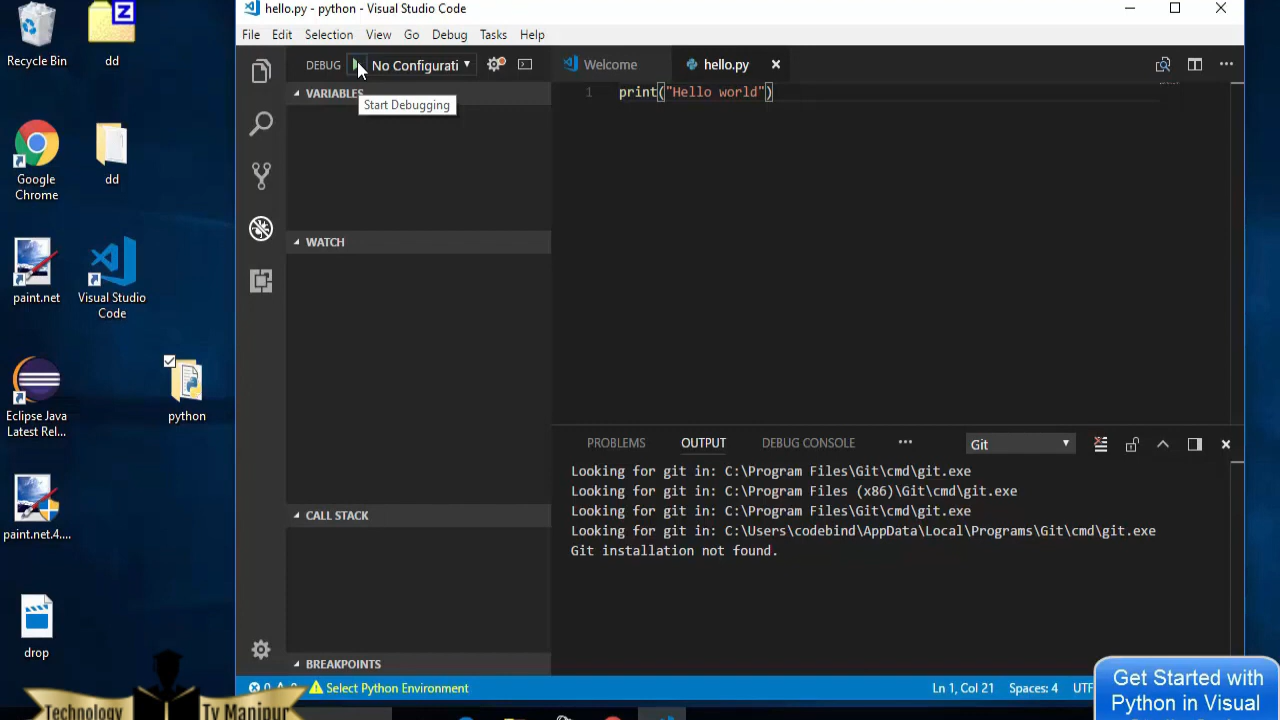 hello.py - python - Visual Studio Code
File Edit Selection View Go Debug Tasks Help
DEBUG No Configurati
Welcome
hello.py
VARIABLES
Start Debugging
1 print("Hello world")
WATCH
CALL STACK
BREAKPOINTS
PROBLEMS OUTPUT DEBUG CONSOLE ••• Git
Looking for git in: C:\Program Files\Git\cmd\git.exe
Looking for git in: C:\Program Files (x86)\Git\cmd\git.exe
Looking for git in: C:\Program Files\Git\cmd\git.exe
Looking for git in: C:\Users\codebind\AppData\Local\Programs\Git\cmd\git.exe
Git installation not found.
0 Select Python Environment Ln 1, Col 21 Spaces: 4 UTF
Recycle Bin
Z
dd
Google
Chrome
dd
paint.net
Visual Studio
Code
Eclipse Java
Latest Rel...
python
paint.net.4....
drop
Technology
Tv Manipur
Get Started with
Python in Visual